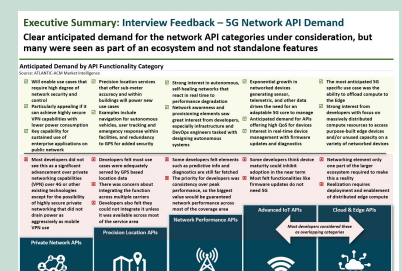 Executive Summary: Interview Feedback – 5G Network API Demand
Clear anticipated demand for the network API categories under consideration, but
many were seen as part of an ecosystem and not standalone features
Anticipated Demand by API Functionality Category
Source: ATLANTIC-ACM Market Intelligence
Will enable use cases that
require high degree of
network security and
control
Particularly appealing if it
can achieve highly secure
VPN capabilities with
lower power consumption
Key capability for
sustained use of
enterprise applications on
public network
Most developers did not
see this as a significant
advancement over private
networking capabilities
(VPN) over 4G or other
existing technologies
except for the possibility
of highly secure private
networking that did not
drain power as
aggressively as mobile
VPN use
Private Network APIs
Precision location services
that offer sub-meter
accuracy and within
buildings will power new
use cases
Examples include
navigation for autonomous
vehicles, user tracking and
emergency response within
facilities, and redundancy
to GPS for added security
Developers felt most use
cases were adequately
served by GPS based
location data
There was concern about
integrating the function
across multiple carriers
Developers also felt they
could not integrate it unless
it was available across most
of the service area
Precision Location APIs
Strong interest in autonomous,
self-healing networks that
react in real time to
performance degradation
Network awareness and
provisioning elements saw
great interest from developers,
especially infrastructure and
DevOps engineers tasked with
designing autonomous
systems
Some developers felt elements
such as predictive info and
diagnostics are still far fetched
The priority for developers was
consistency over peak
performance, so the biggest
value would be guaranteed
network performance across
most of the coverage area
Network Performance APIs
Exponential growth in
networked devices
presenting sensor,
telemetric, and other data
drives the need for an
adaptable 5G core to manage
Anticipated demand for APIs
offering high QoS for devices
Interest in real-time device
management with firmware
updates and diagnostics
Some developers think device
maturity could inhibit
adoption in the near term
Most felt functionalities like
firmware updates do not
need 5G
Advanced IoT APIs
The most anticipated 5G
specific use case was the
ability to offload compute to
the Edge
Strong interest from
developers with focus on
massively distributed
compute resources to access
purpose-built edge devices
and/or nuanced capacity on a
variety of networked devices
Networking element only
one part of the larger
ecosystem required to make
this a reality
Realization requires
deployment and enablement
of distributed edge compute
Cloud & Edge APIs
Most developers considered these
as overlapping categories